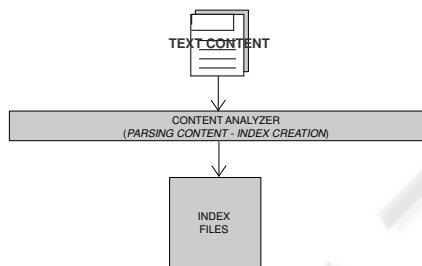 TEXT CONTENT
CONTENT ANALYZER
(PARSING CONTENT - INDEX CREATION)
INDEX
FILES